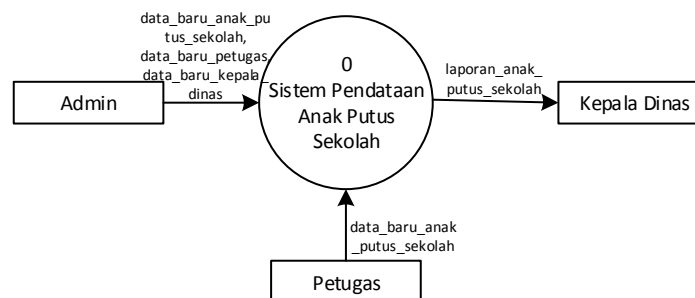 data_baru_anak_pu
tus_sekolah,
data_baru_petugas,
data_baru_kepala_
dinas
Admin
0
Sistem Pendataan
Anak Putus
Sekolah
laporan_anak_
putus_sekolah
Kepala Dinas
data_baru_anak
_putus_sekolah
Petugas